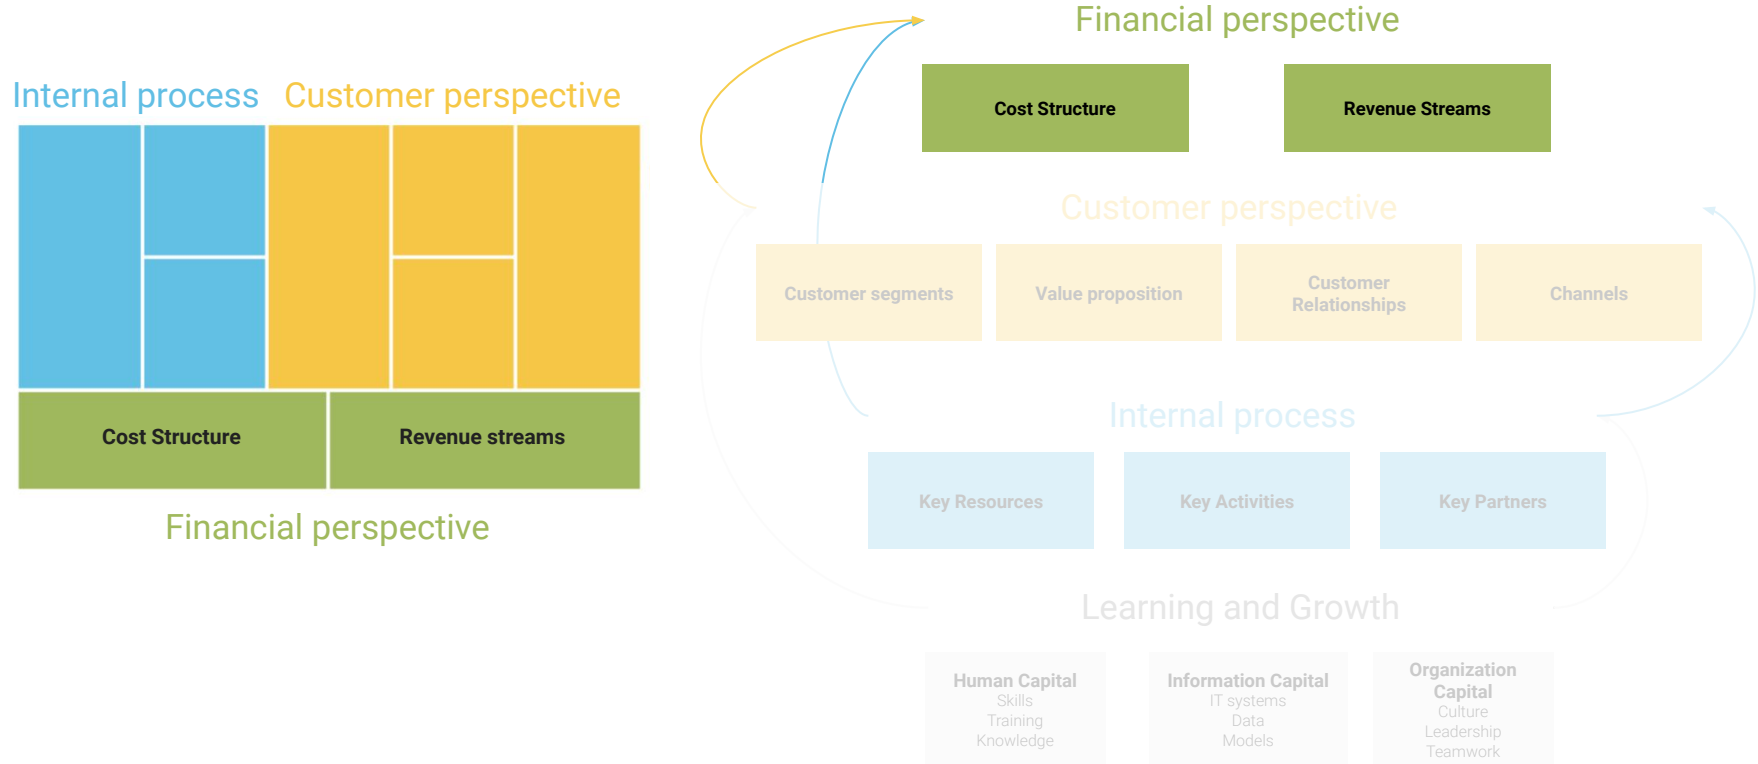 Internal process
Customer perspective
Cost Structure
Revenue streams
Financial perspective
Financial perspective
Cost Structure
Revenue Streams
Customer perspective
Customer segments
Value proposition
Customer
Relationships
Channels
Internal process
Key Resources
Key Activities
Key Partners
Learning and Growth
Human Capital
Skills
Training
Knowledge
Information Capital
IT systems
Data
Models
Organization
Capital
Culture
Leadership
Teamwork